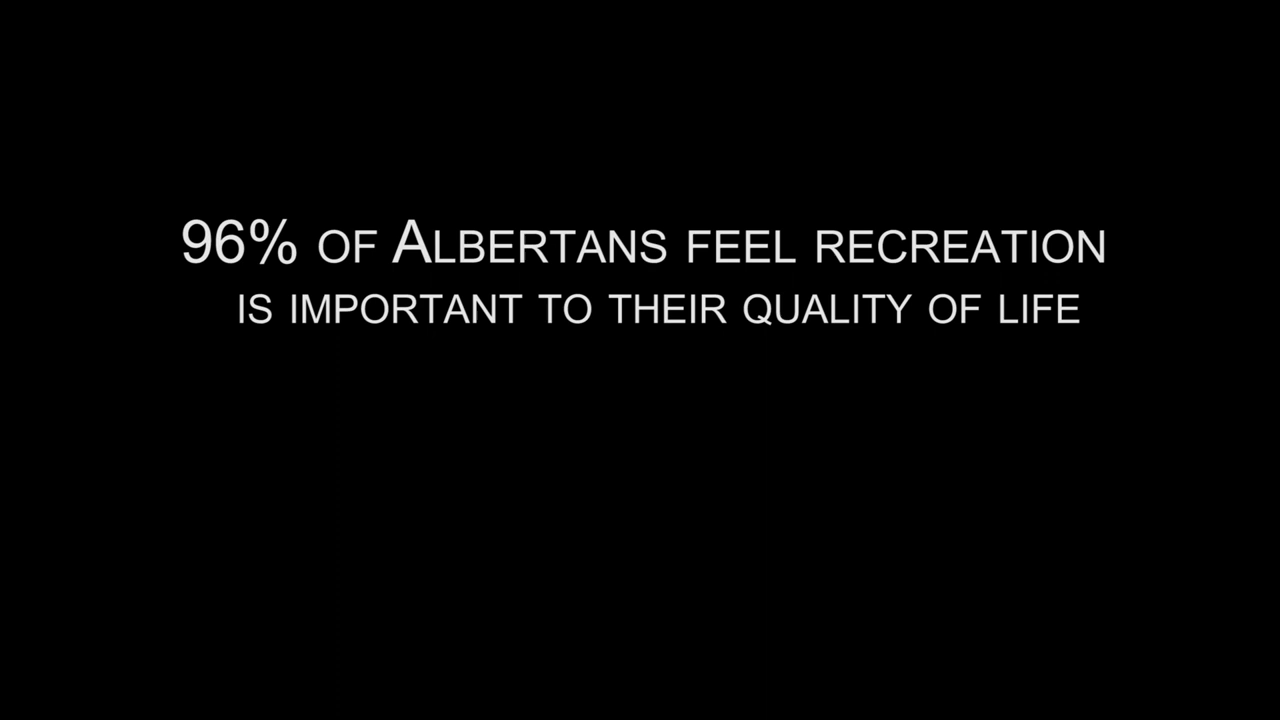 96% OF ALBERTANS FEEL RECREATION
IS IMPORTANT TO THEIR QUALITY OF LIFE